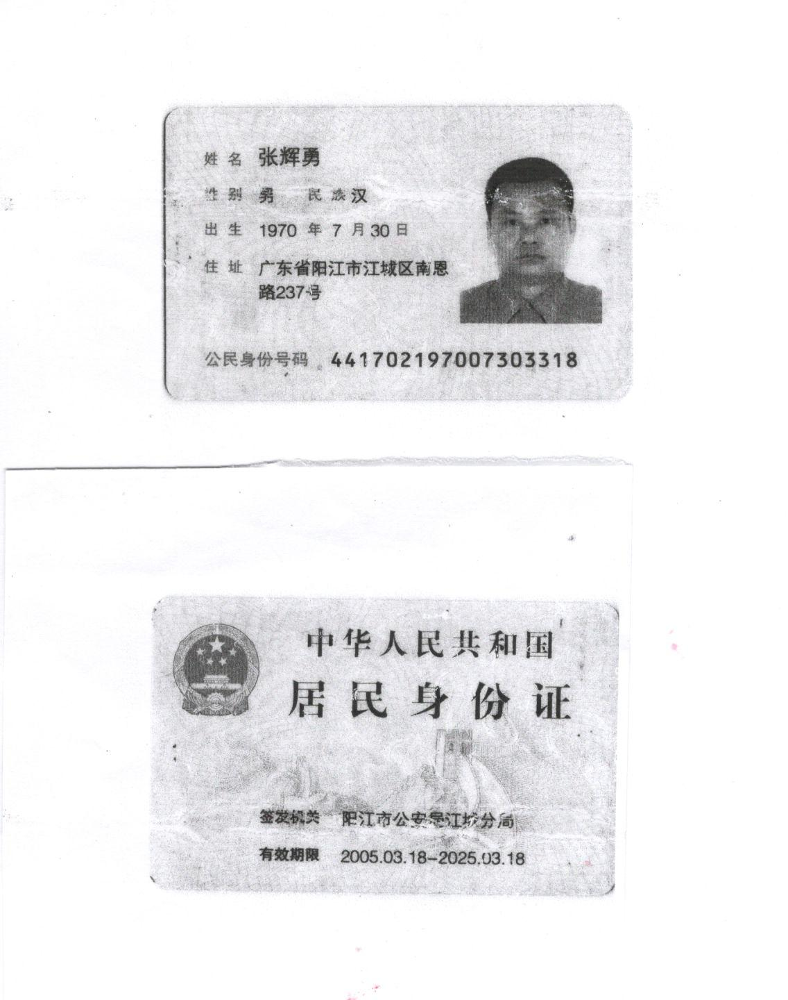 姓名 张辉勇
性别 男 民族 汉
出生 1970 年 7 月 30 日
住址 广东省阳江市江城区南恩
路237号
公民身份号码 441702197007303318
中华人民共和国
居民身份证
签发机关 阳江市公安局江城分局
有效期限 2005.03.18-2025.03.18